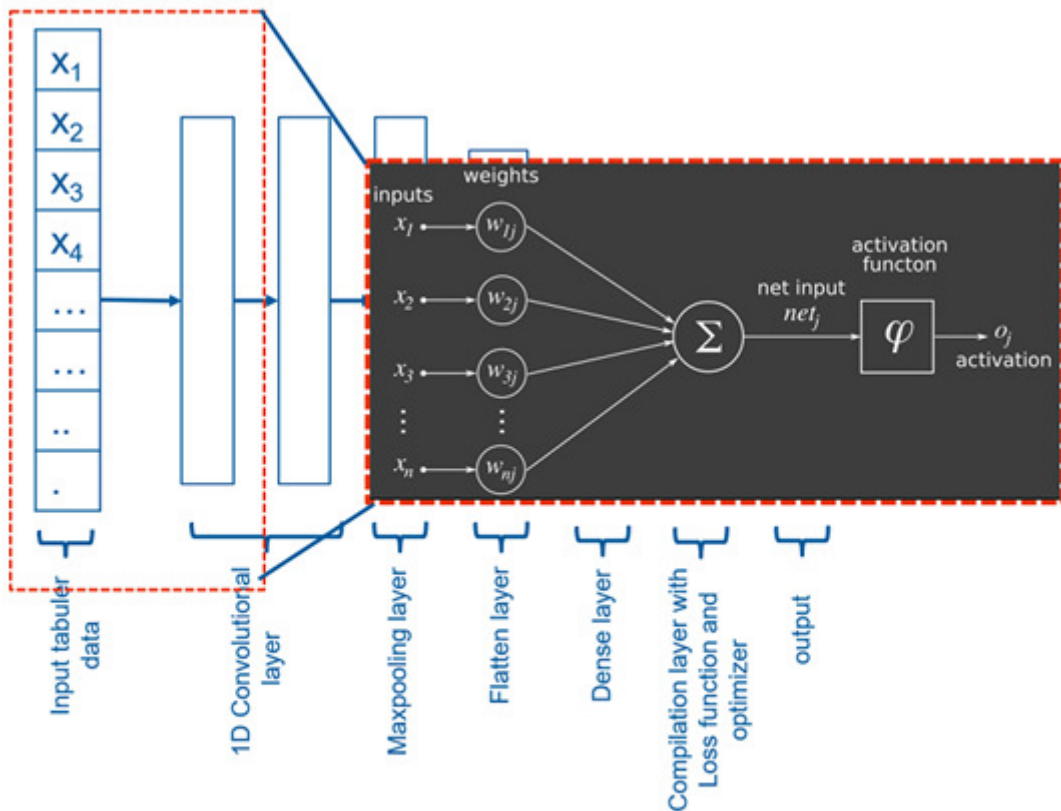 x1
x2
x3
x4
...
...
..
.
inputs
weights
x1
w1j
x2
w2j
x3
w3j
⋮
⋮
xn
wnj
Σ
net input
netj
activation
functon
φ
oj
activation
Input tabuler
data
1D Convolutional
layer
Maxpooling layer
Flatten layer
Dense layer
Compilation layer with
Loss function and
optimizer
output